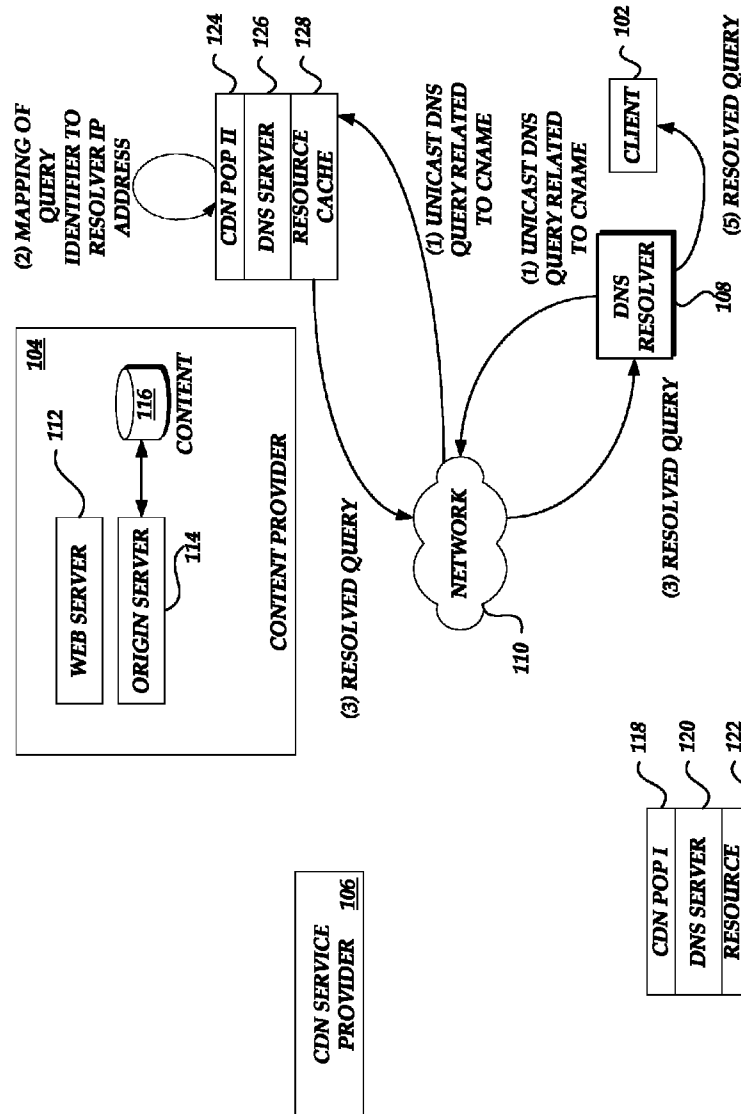 CDN SERVICE
PROVIDER
106
104
WEB SERVER
112
ORIGIN SERVER
114
116
CONTENT
CONTENT PROVIDER
(2) MAPPING OF
QUERY
IDENTIFIER TO
RESOLVER IP
ADDRESS
CDN POP II
124
DNS SERVER
126
RESOURCE
CACHE
128
(3) RESOLVED QUERY
(1) UNICAST DNS
QUERY RELATED
TO CNAME
NETWORK
110
(1) UNICAST DNS
QUERY RELATED
TO CNAME
CDN POP I
118
DNS SERVER
120
RESOURCE
122
(3) RESOLVED QUERY
DNS
RESOLVER
108
CLIENT
102
(5) RESOLVED QUERY